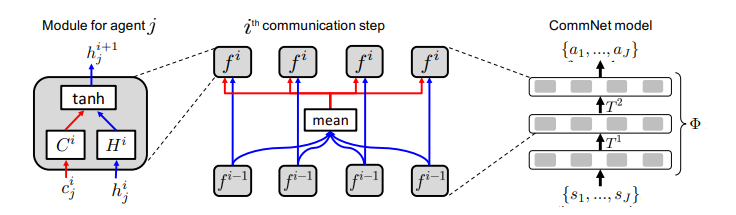 Module for agent j
h_j^{i+1}
tanh
C^i H^i
c_j^i h_j^i
i^{th} communication step
f^i f^i f^i f^i
mean
f^{i-1} f^{i-1} f^{i-1} f^{i-1}
CommNet model
{a_1, ..., a_J}
T^2
T^1
Φ
{s_1, ..., s_J}